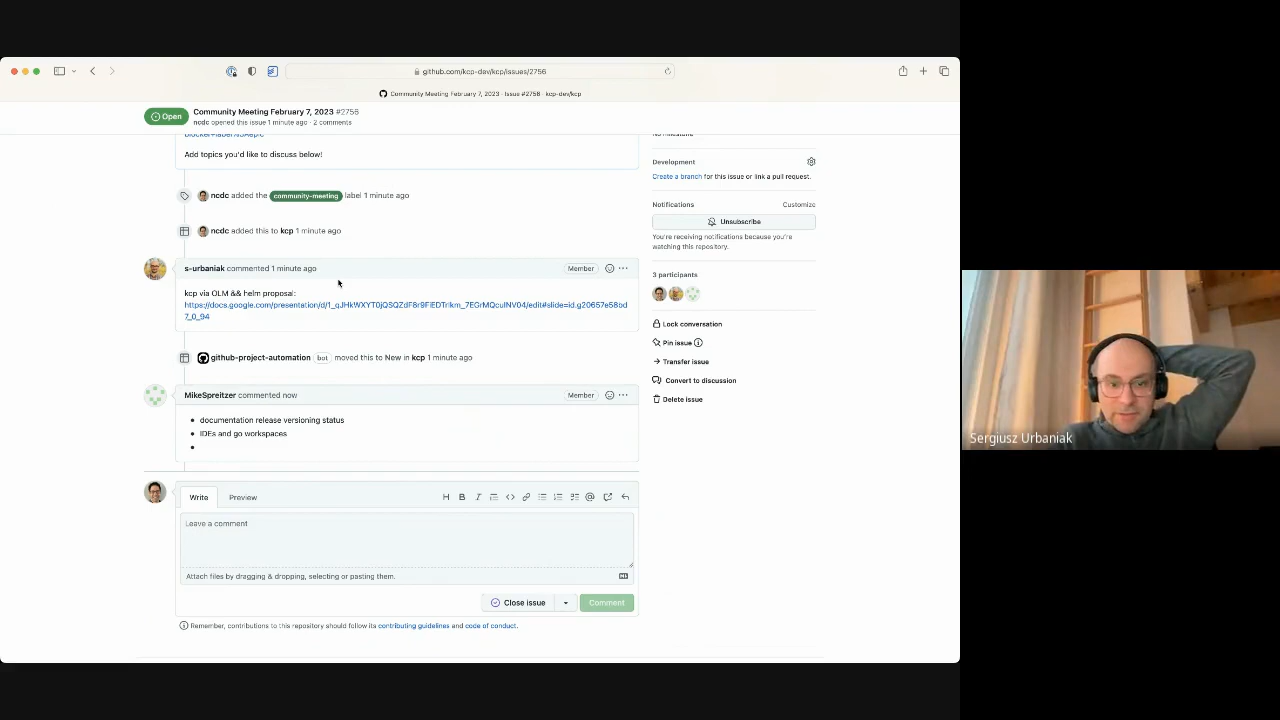 github.com/kcp-dev/kcp/issues/2756
Community Meeting February 7, 2023 · Issue #2756 · kcp-dev/kcp
Open
Community Meeting February 7, 2023 #2756
ncdc opened this issue 1 minute ago · 2 comments
Add topics you'd like to discuss below!
ncdc added the community-meeting label 1 minute ago
ncdc added this to kcp 1 minute ago
s-urbaniak commented 1 minute ago
Member
kcp via OLM && helm proposal:
github-project-automation bot moved this to New in kcp 1 minute ago
MikeSpreitzer commented now
Member
documentation release versioning status
IDEs and go workspaces
Write
Preview
Leave a comment
Attach files by dragging & dropping, selecting or pasting them.
Close issue
Comment
Remember, contributions to this repository should follow its contributing guidelines and code of conduct.
Development
Create a branch for this issue or link a pull request.
Notifications
Customize
Unsubscribe
You're receiving notifications because you're
watching this repository.
3 participants
Lock conversation
Pin issue
Transfer issue
Convert to discussion
Delete issue
Sergiusz Urbaniak